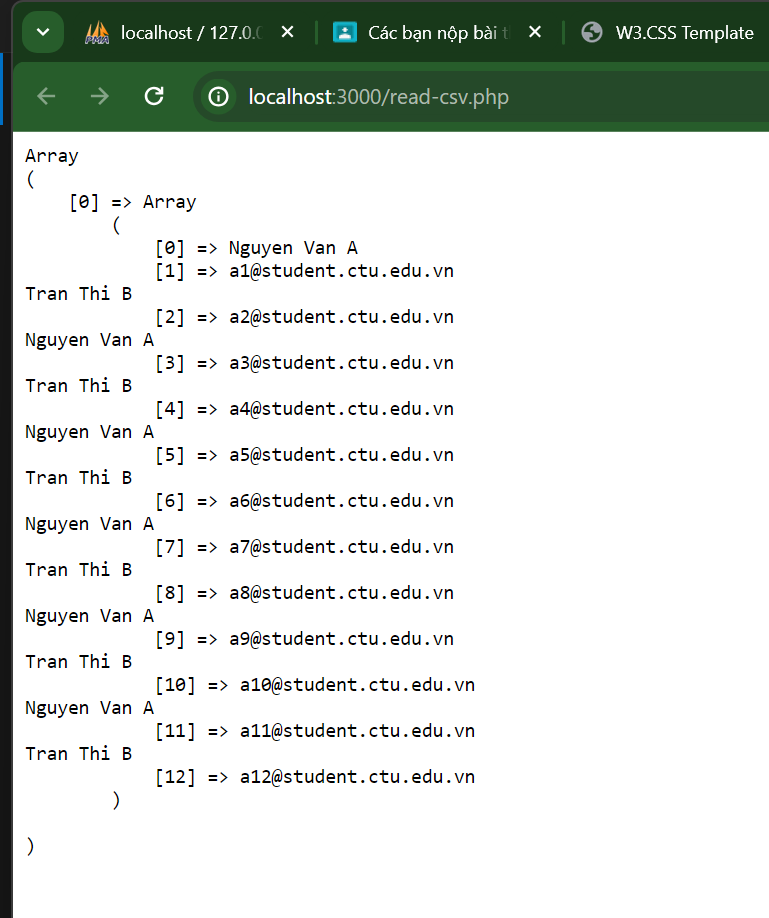 PMA
localhost / 127.0.0
Các bạn nộp bài t
W3.CSS Template
localhost:3000/read-csv.php
Array
(
    [0] => Array
        (
            [0] => Nguyen Van A
            [1] => a1@student.ctu.edu.vn
Tran Thi B
            [2] => a2@student.ctu.edu.vn
Nguyen Van A
            [3] => a3@student.ctu.edu.vn
Tran Thi B
            [4] => a4@student.ctu.edu.vn
Nguyen Van A
            [5] => a5@student.ctu.edu.vn
Tran Thi B
            [6] => a6@student.ctu.edu.vn
Nguyen Van A
            [7] => a7@student.ctu.edu.vn
Tran Thi B
            [8] => a8@student.ctu.edu.vn
Nguyen Van A
            [9] => a9@student.ctu.edu.vn
Tran Thi B
            [10] => a10@student.ctu.edu.vn
Nguyen Van A
            [11] => a11@student.ctu.edu.vn
Tran Thi B
            [12] => a12@student.ctu.edu.vn
        )
)